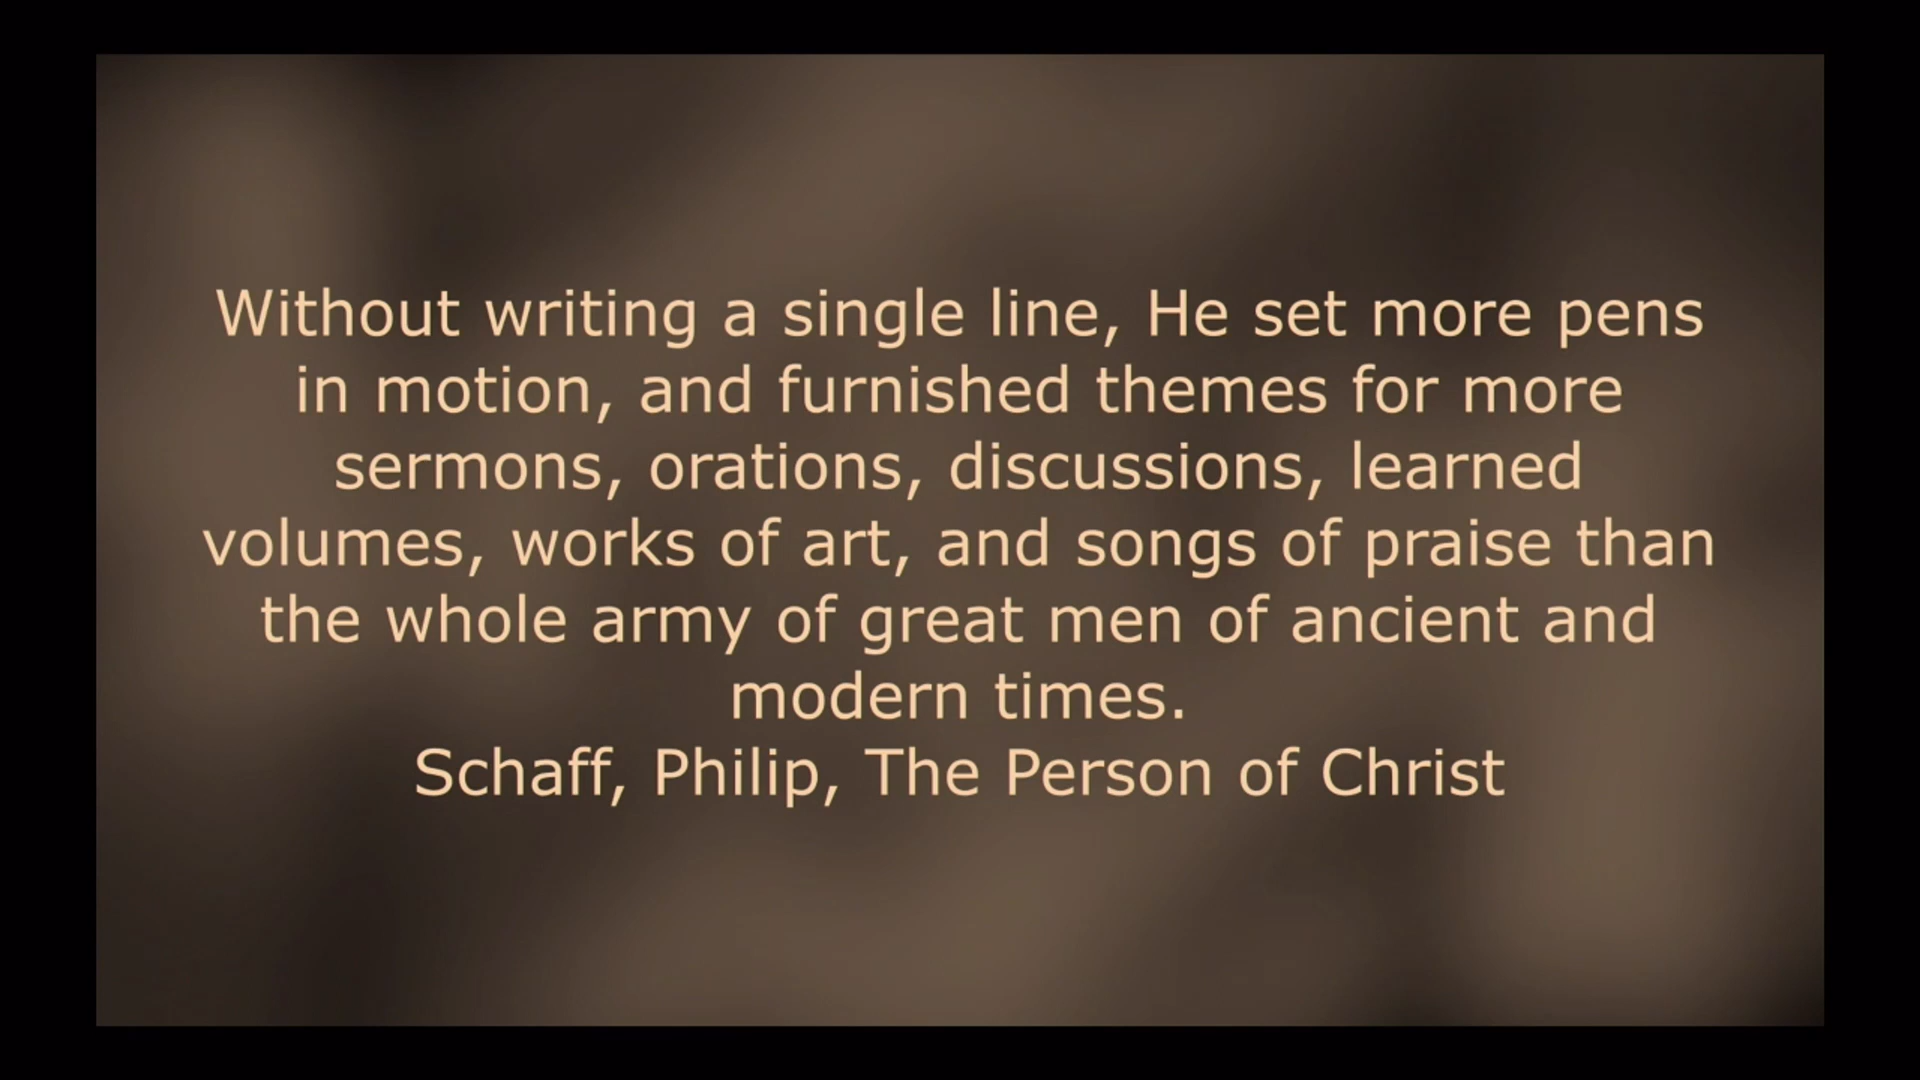 Without writing a single line, He set more pens
in motion, and furnished themes for more
sermons, orations, discussions, learned
volumes, works of art, and songs of praise than
the whole army of great men of ancient and
modern times.
Schaff, Philip, The Person of Christ